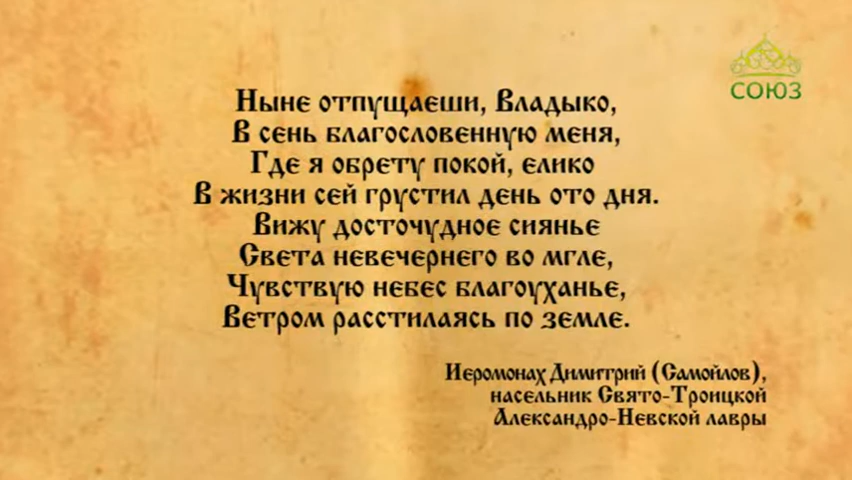 СОЮЗ
Ныне отпущаеши, Владыко,
В сень благословенную меня,
Где я обрету покой, елико
В жизни сей грустил день ото дня.
Вижу досточудное сиянье
Света невечернего во мгле,
Чувствую небес благоуханье,
Ветром расстилаясь по земле.
Иеромонах Димитрий (Самойлов),
насельник Свято-Троицкой
Александро-Невской лавры